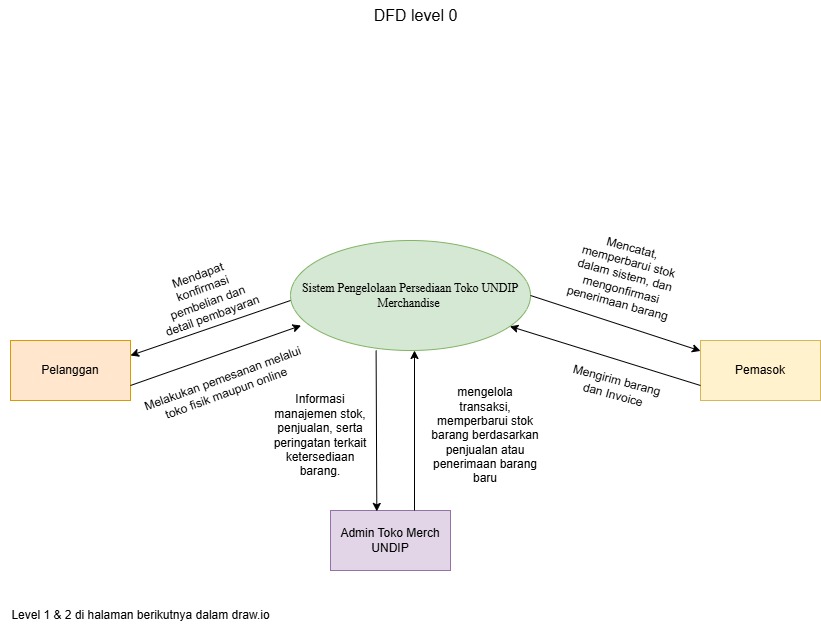 DFD level 0
Mencatat,
memperbarui stok
dalam sistem, dan
mengonfirmasi
penerimaan barang
Mendapat
konfirmasi
pembelian dan
detail pembayaran
Sistem Pengelolaan Persediaan Toko UNDIP
Merchandise
Pelanggan
Pemasok
Melakukan pemesanan melalui
toko fisik maupun online
Mengirim barang
dan Invoice
Informasi
manajemen stok,
penjualan, serta
peringatan terkait
ketersediaan
barang.
mengelola
transaksi,
memperbarui stok
barang berdasarkan
penjualan atau
penerimaan barang
baru
Admin Toko Merch
UNDIP
Level 1 & 2 di halaman berikutnya dalam draw.io